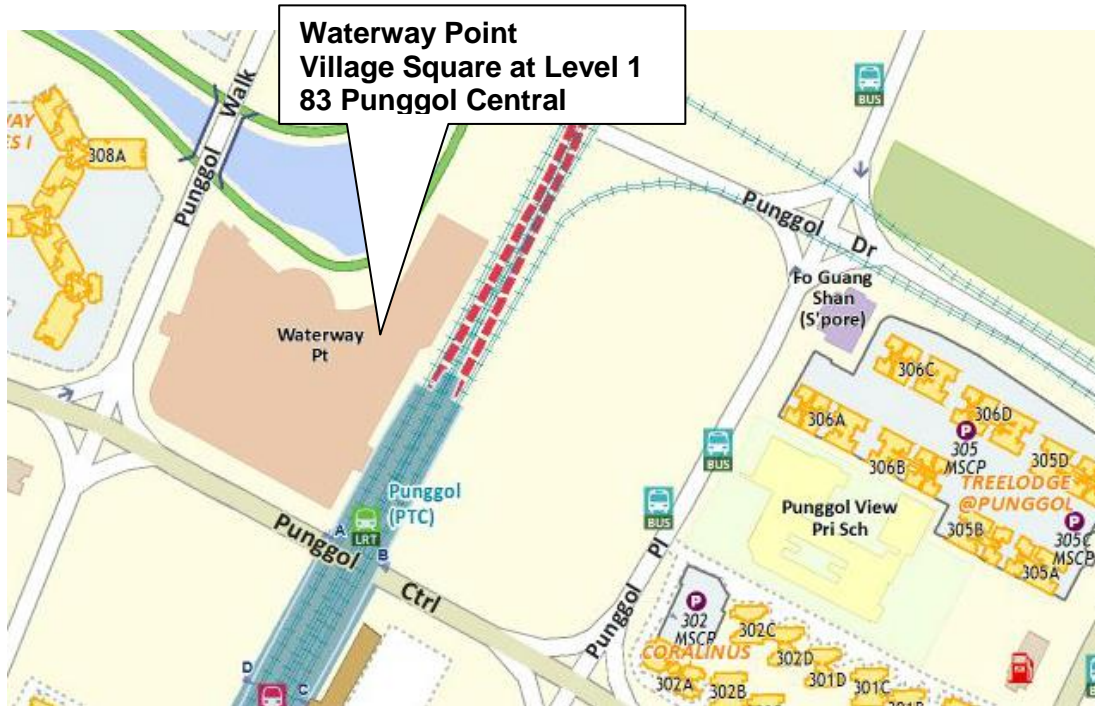 Waterway Point
Village Square at Level 1
83 Punggol Central
WAY
ES I
308A
Punggol Walk
BUS
Punggol Dr
Fo Guang
Shan
(S'pore)
Waterway
Pt
306C
306A
306D
P
305
MSCP
305D
306B
BUS
TREELODGE
@PUNGGOL
Punggol
(PTC)
BUS
Punggol View
Pri Sch
305B
P
305C
MSCP
305A
A
LRT
B
Punggol Ctrl
Punggol Pl
P
302
MSCP
302C
CORALINUS
302D
302A
301D
302B
301C
D
C